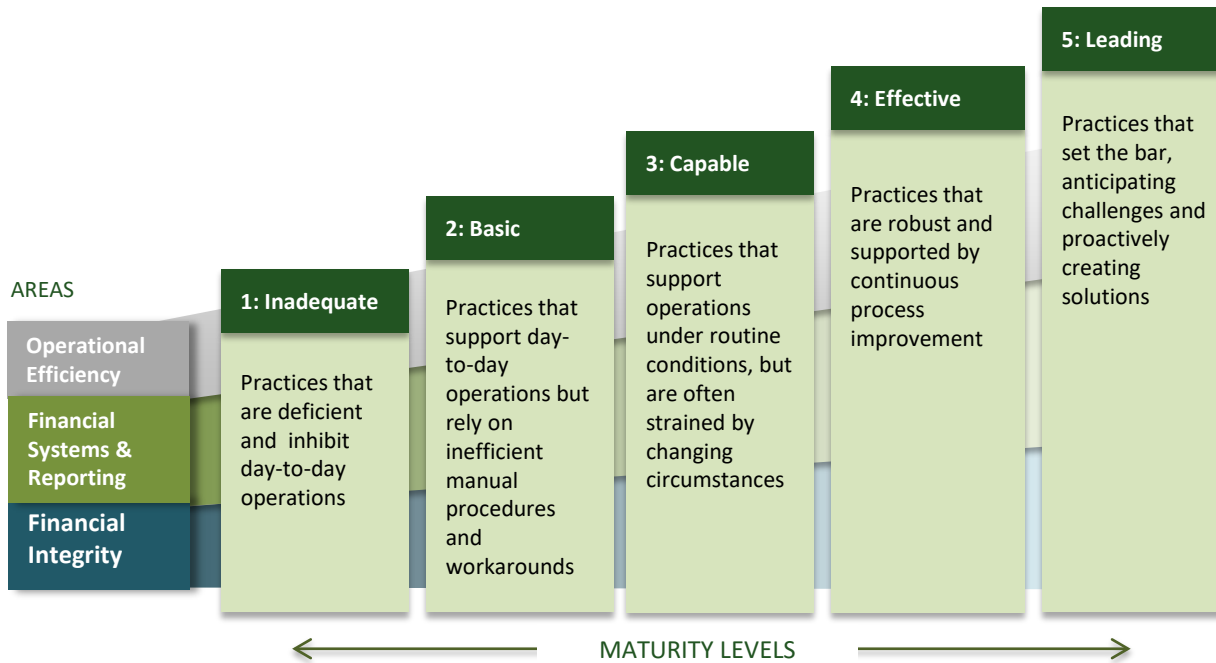 AREAS
Operational
Efficiency
Financial
Systems &
Reporting
Financial
Integrity
1: Inadequate
Practices that
are deficient
and inhibit
day-to-day
operations
2: Basic
Practices that
support day-
to-day
operations but
rely on
inefficient
manual
procedures
and
workarounds
3: Capable
Practices that
support
operations
under routine
conditions, but
are often
strained by
changing
circumstances
4: Effective
Practices that
are robust and
supported by
continuous
process
improvement
5: Leading
Practices that
set the bar,
anticipating
challenges and
proactively
creating
solutions
MATURITY LEVELS